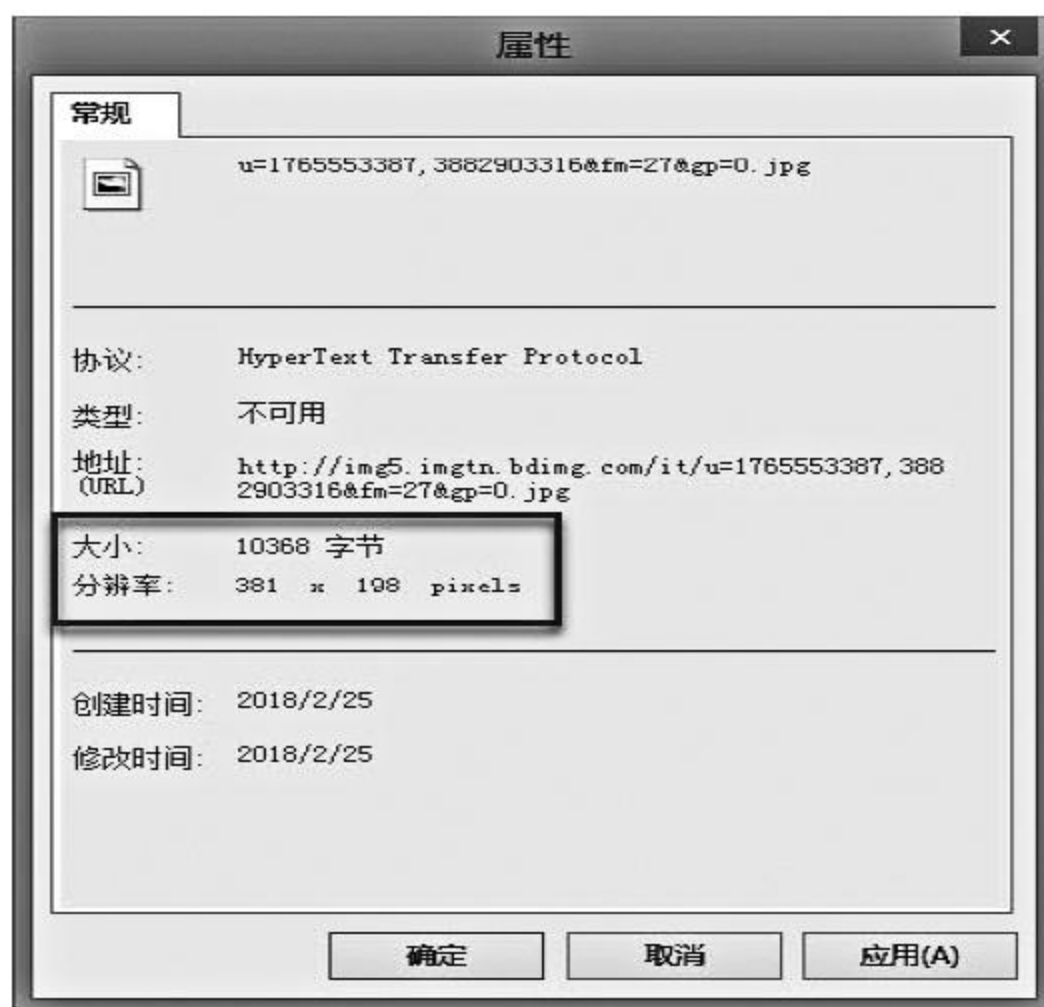 属性
×
常规
u=1765553387,3882903316&fm=27&gp=0.jpg
协议: HyperText Transfer Protocol
类型: 不可用
地址: http://img5.imgtn.bdimg.com/it/u=1765553387,388
(URL) 2903316&fm=27&gp=0.jpg
大小: 10368 字节
分辨率: 381 x 198 pixels
创建时间: 2018/2/25
修改时间: 2018/2/25
确定 取消 应用(A)